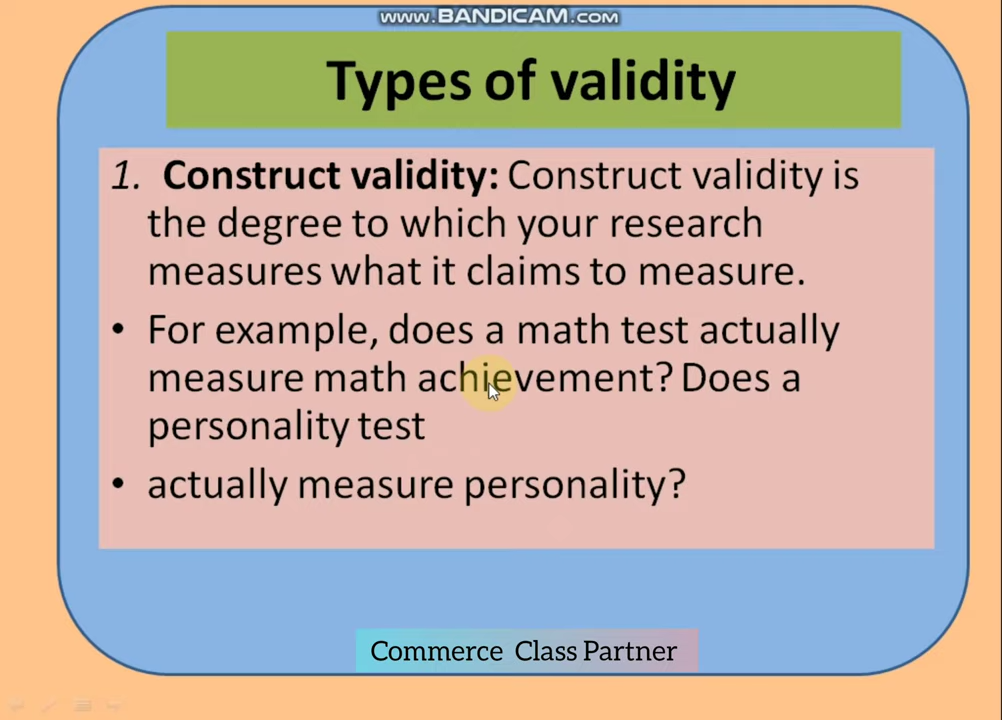 www.BANDICAM.com
Types of validity
1. Construct validity: Construct validity is
the degree to which your research
measures what it claims to measure.
• For example, does a math test actually
measure math achievement? Does a
personality test
• actually measure personality?
Commerce Class Partner